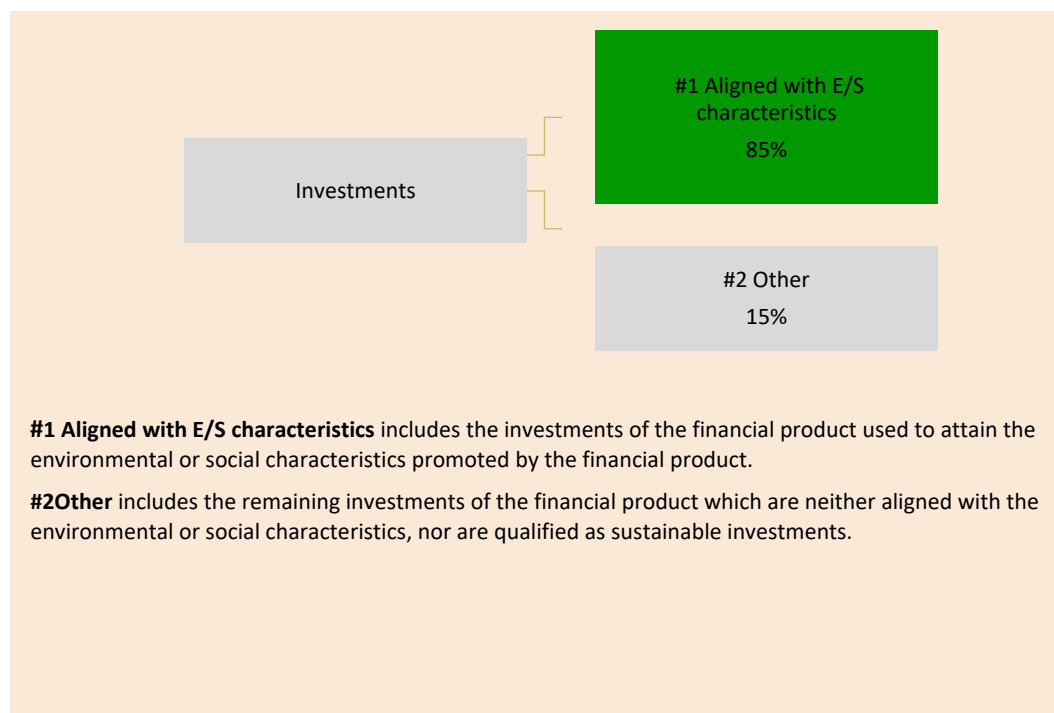 #1 Aligned with E/S
characteristics
85%
Investments
#2 Other
15%
#1 Aligned with E/S characteristics includes the investments of the financial product used to attain the
environmental or social characteristics promoted by the financial product.
#2Other includes the remaining investments of the financial product which are neither aligned with the
environmental or social characteristics, nor are qualified as sustainable investments.